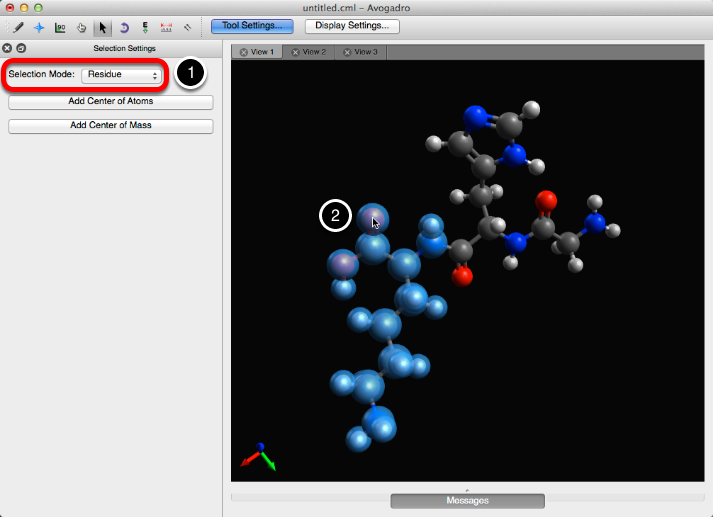 untitled.cml – Avogadro
Tool Settings...
Display Settings...
Selection Settings
View 1
View 2
View 3
Selection Mode:
Residue
1
Add Center of Atoms
Add Center of Mass
2
Messages